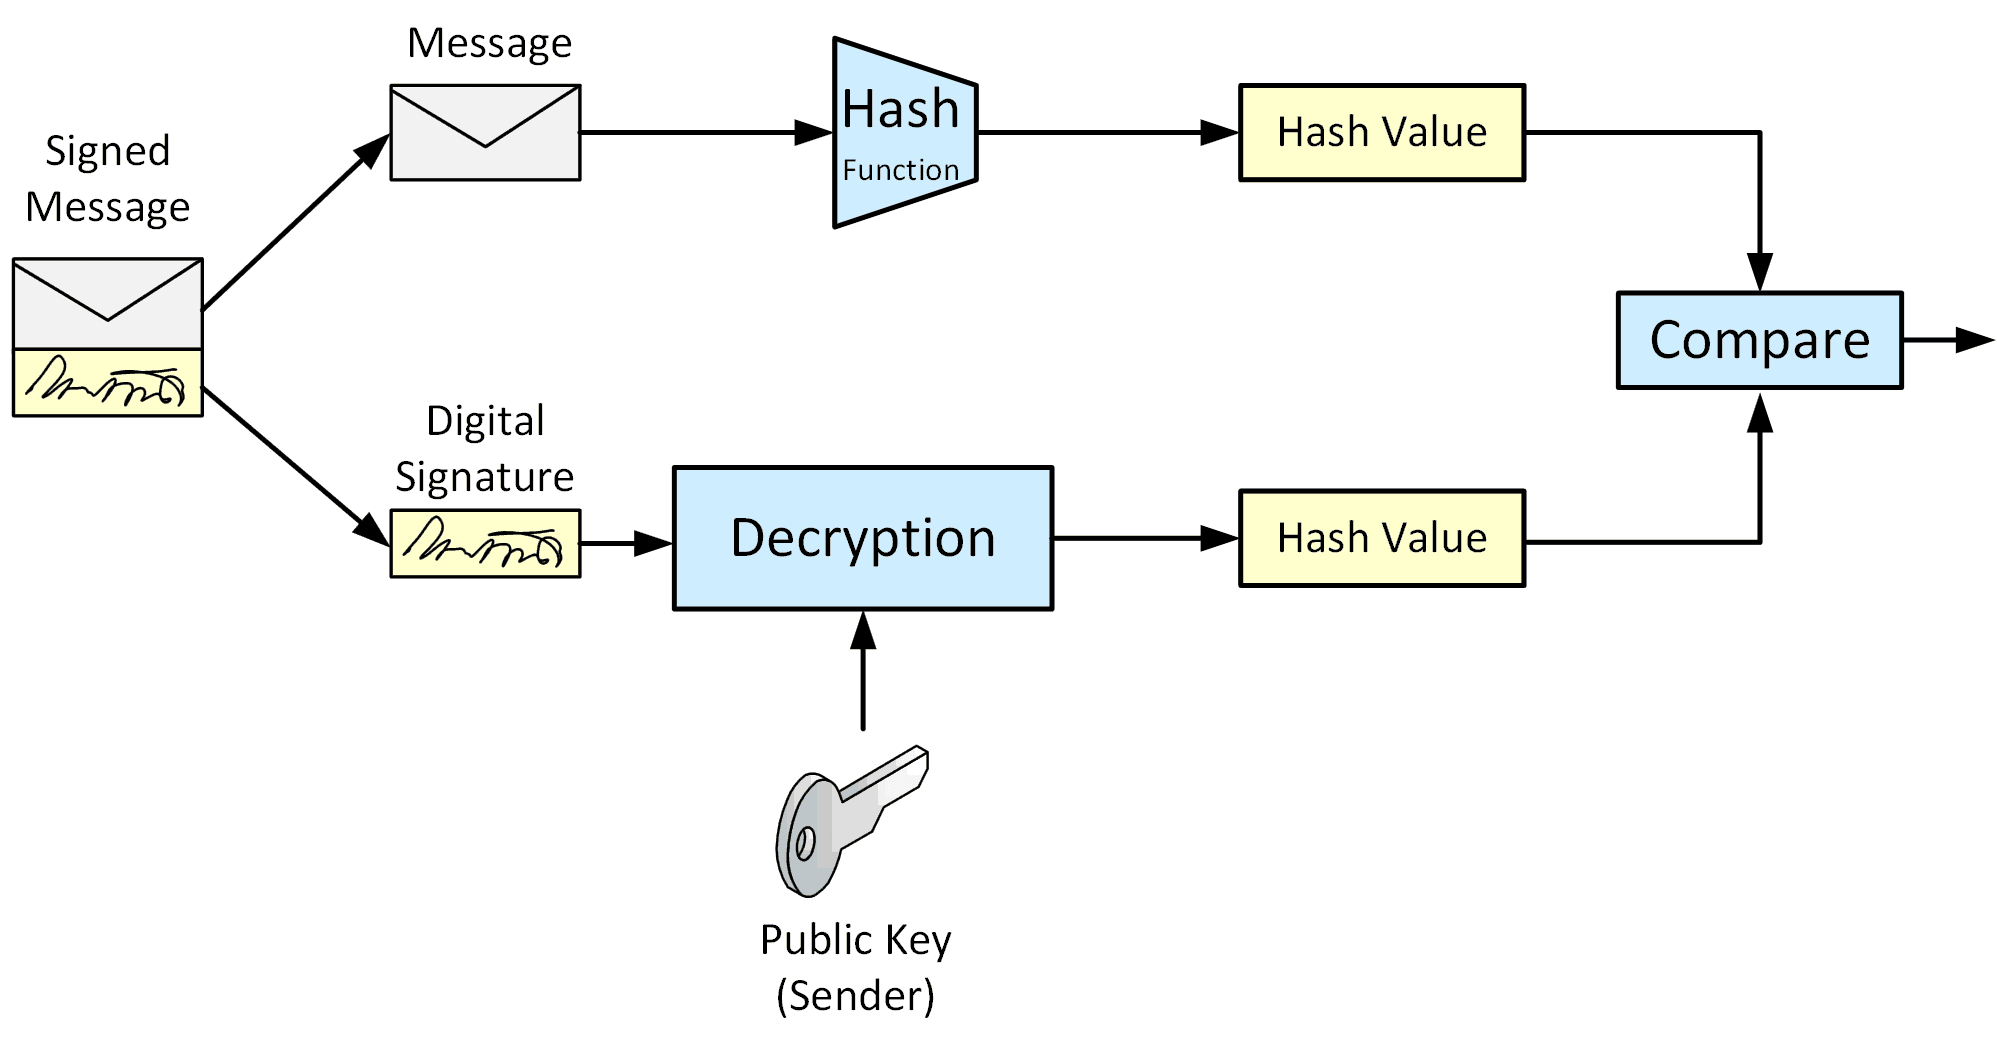 Message
Signed
Message
Hash
Function
Hash Value
Compare
Digital
Signature
Decryption
Hash Value
Public Key
(Sender)